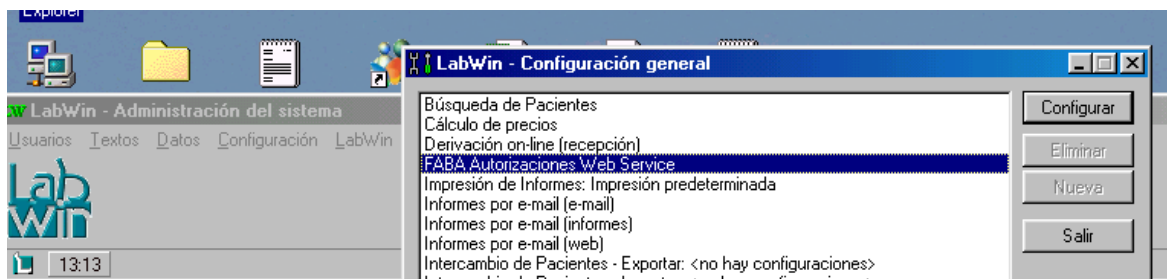 Explorer
LabWin - Configuración general
LabWin - Administración del sistema
Usuarios Textos Datos Configuración LabWin
Lab
Win
13:13
Búsqueda de Pacientes
Cálculo de precios
Derivación on-line (recepción)
FABA Autorizaciones Web Service
Impresión de Informes: Impresión predeterminada
Informes por e-mail (e-mail)
Informes por e-mail (informes)
Informes por e-mail (web)
Intercambio de Pacientes - Exportar: <no hay configuraciones>
Configurar
Eliminar
Nueva
Salir